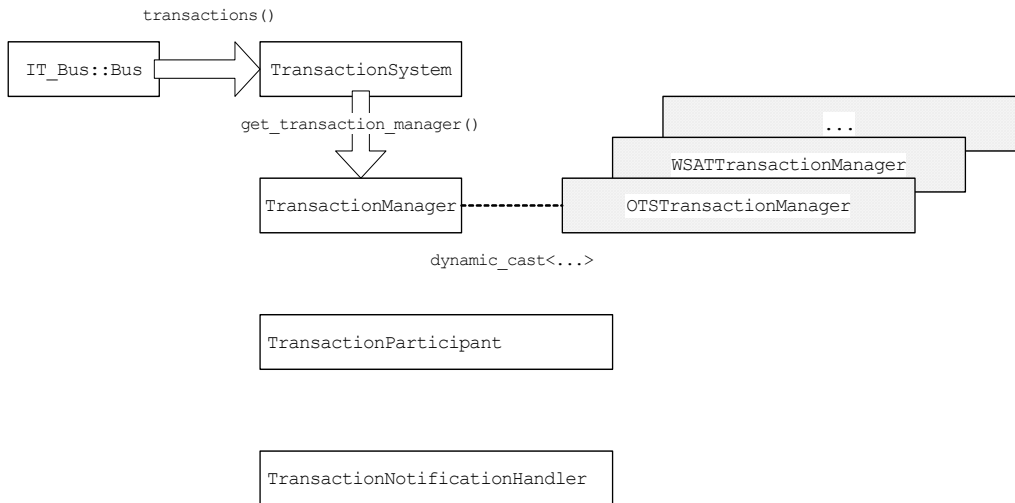 transactions()
IT_Bus::Bus
TransactionSystem
get_transaction_manager()
...
WSATTransactionManager
TransactionManager
OTSTransactionManager
dynamic_cast<...>
TransactionParticipant
TransactionNotificationHandler